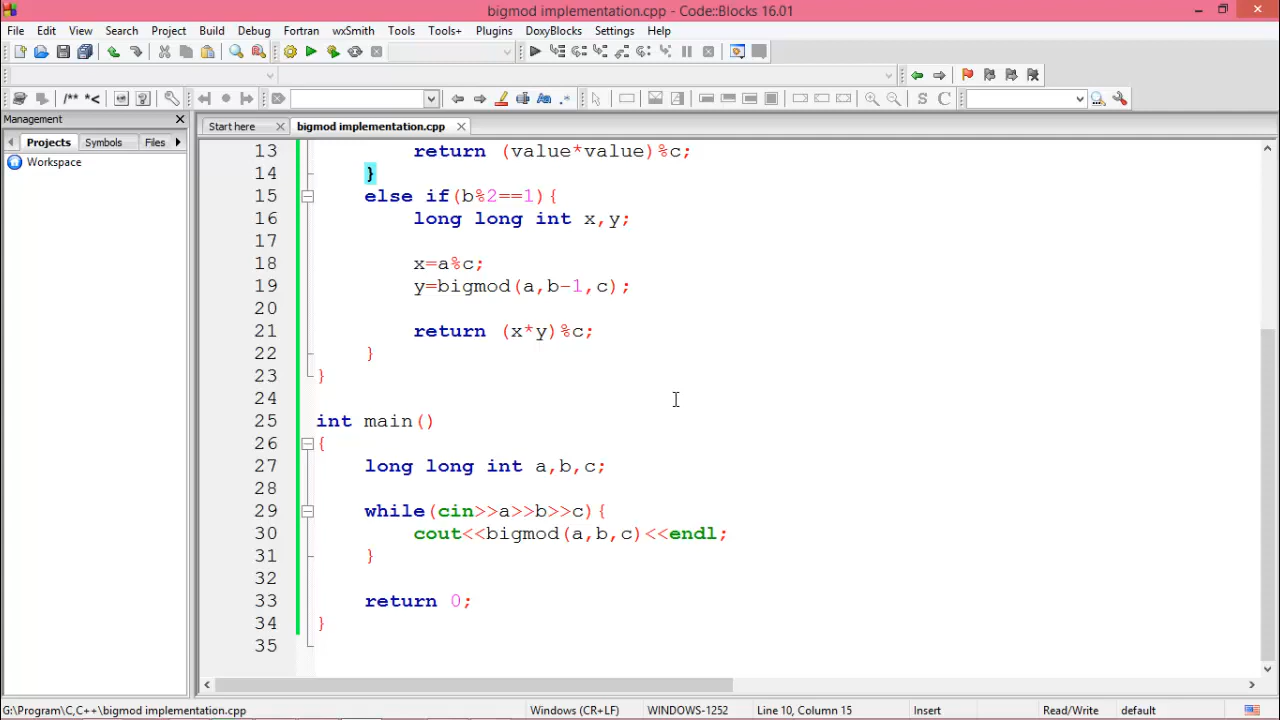 bigmod implementation.cpp - Code::Blocks 16.01
File Edit View Search Project Build Debug Fortran wxSmith Tools Tools+ Plugins DoxyBlocks Settings Help
/** *<
S C
Management
Projects Symbols Files
Workspace
Start here bigmod implementation.cpp
13 return (value*value)%c;
14 }
15 else if(b%2==1){
16 long long int x,y;
17
18 x=a%c;
19 y=bigmod(a,b-1,c);
20
21 return (x*y)%c;
22 }
23 }
24
25 int main()
26 {
27 long long int a,b,c;
28
29 while(cin>>a>>b>>c){
30 cout<<bigmod(a,b,c)<<endl;
31 }
32
33 return 0;
34 }
35
G:\Program\C,C++\bigmod implementation.cpp Windows (CR+LF) WINDOWS-1252 Line 10, Column 15 Insert Read/Write default